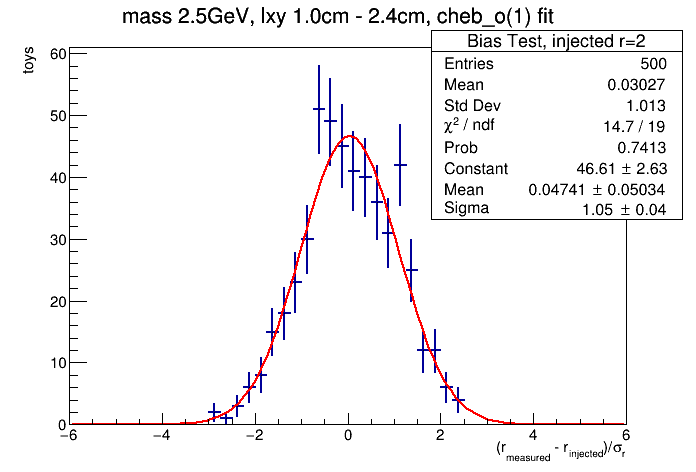 mass 2.5GeV, lxy 1.0cm - 2.4cm, cheb_o(1) fit
Bias Test, injected r=2
Entries 500
Mean 0.03027
Std Dev 1.013
χ² / ndf 14.7 / 19
Prob 0.7413
Constant 46.61 ± 2.63
Mean 0.04741 ± 0.05034
Sigma 1.05 ± 0.04
toys
60
50
40
30
20
10
0
−6 −4 −2 0 2 4 6
(r_measured - r_injected)/σ_r